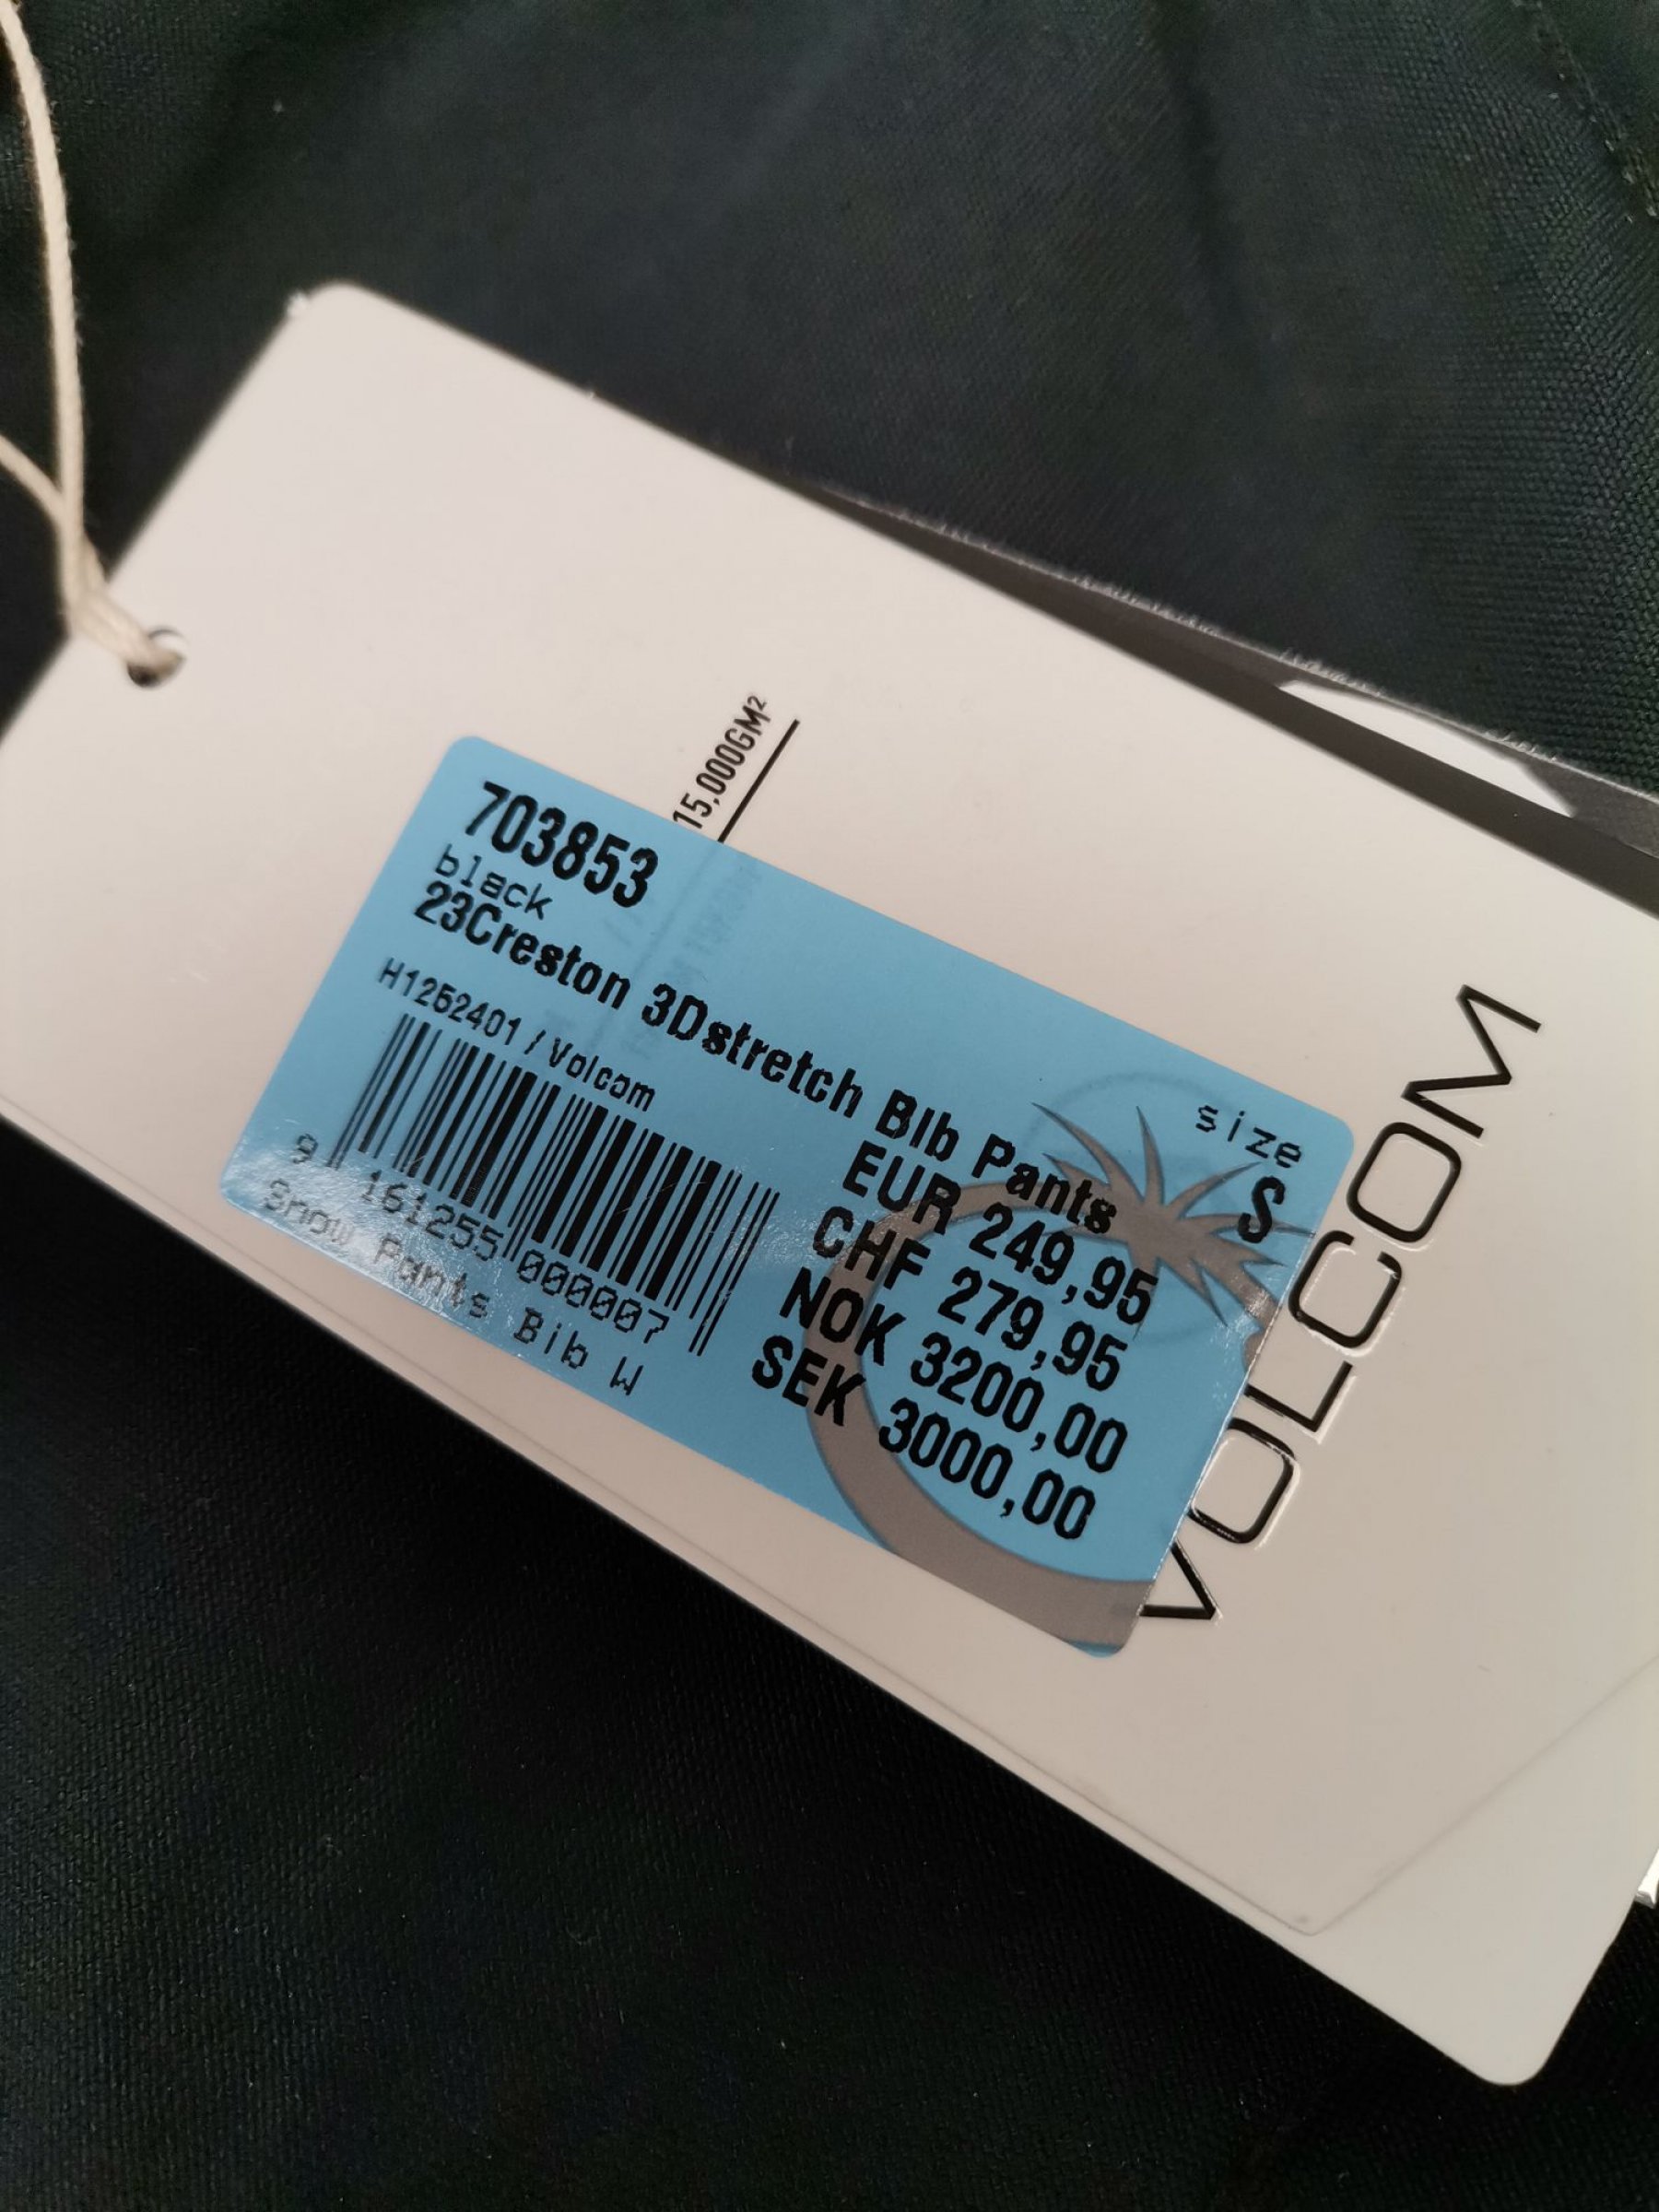 15,000GM²
703853
black
23Creston 3Dstretch Bib Pants
H1252401/Volcom
size
S
9 161255 000007
Snow Pants Bib W
EUR 249,95
CHF 279,95
NOK 3200,00
SEK 3000,00
VOLCOM